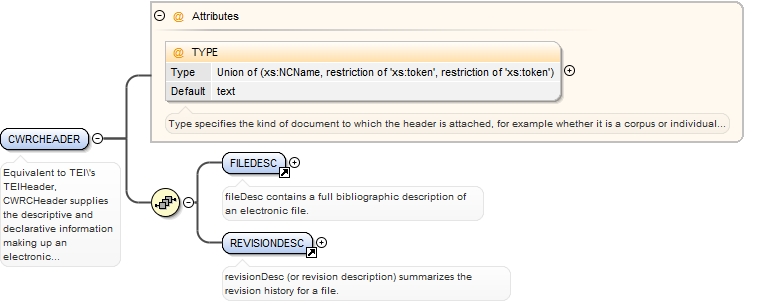 @ Attributes
@ TYPE
Type Union of (xs:NCName, restriction of 'xs:token', restriction of 'xs:token')
Default text
Type specifies the kind of document to which the header is attached, for example whether it is a corpus or individual...
CWRCHEADER
Equivalent to TEI\'s
TEIHeader,
CWRCHeader supplies
the descriptive and
declarative information
making up an
electronic...
FILEDESC
fileDesc contains a full bibliographic description of
an electronic file.
REVISIONDESC
revisionDesc (or revision description) summarizes the
revision history for a file.